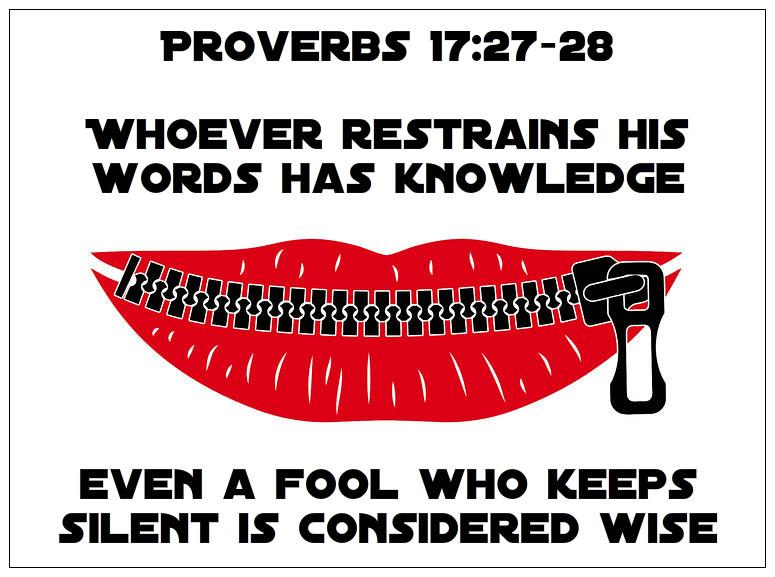 PROVERBS 17:27-28
WHOEVER RESTRAINS HIS
WORDS HAS KNOWLEDGE
EVEN A FOOL WHO KEEPS
SILENT IS CONSIDERED WISE